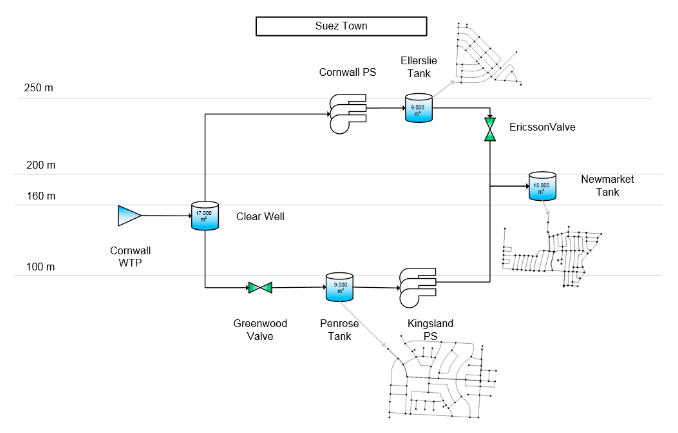 Suez Town
Ellerslie
Tank
Cornwall PS
250 m
9 000
m³
EricssonValve
200 m
Newmarket
Tank
15 000
m³
160 m
17 000
m³
Clear Well
Cornwall
WTP
100 m
9 000
m³
Greenwood
Valve
Penrose
Tank
Kingsland
PS